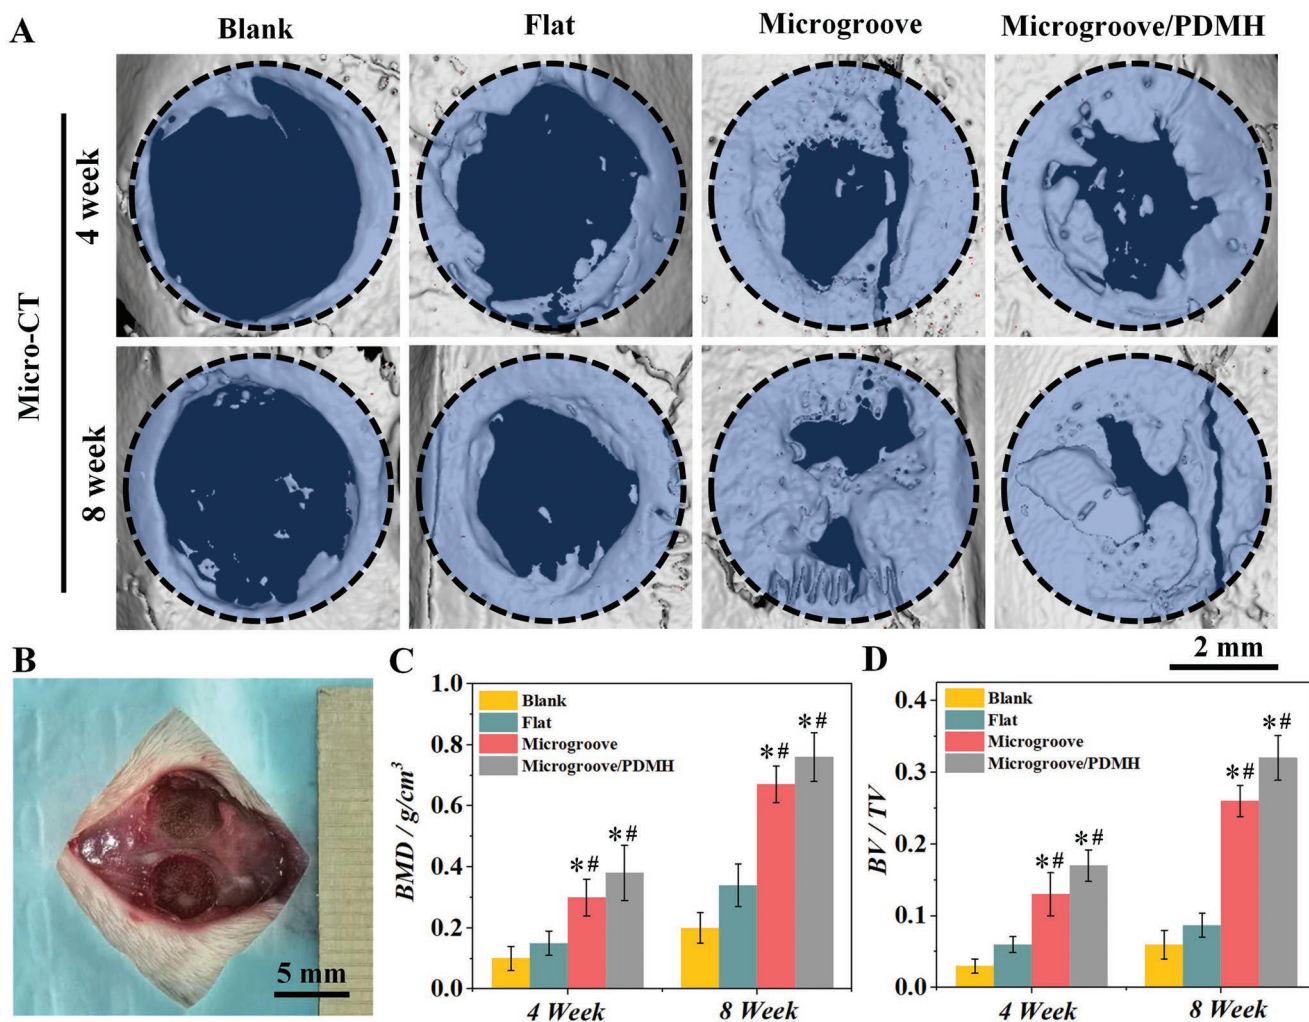 A
Blank
Flat
Microgroove
Microgroove/PDMH
Micro-CT
4 week
8 week
2 mm
B
5 mm
C
BMD / g/cm³
1.0
0.8
0.6
0.4
0.2
0.0
Blank
Flat
Microgroove
Microgroove/PDMH
*#
*#
*#
*#
4 Week
8 Week
D
BV / TV
0.4
0.3
0.2
0.1
0.0
Blank
Flat
Microgroove
Microgroove/PDMH
*#
*#
*#
*#
4 Week
8 Week